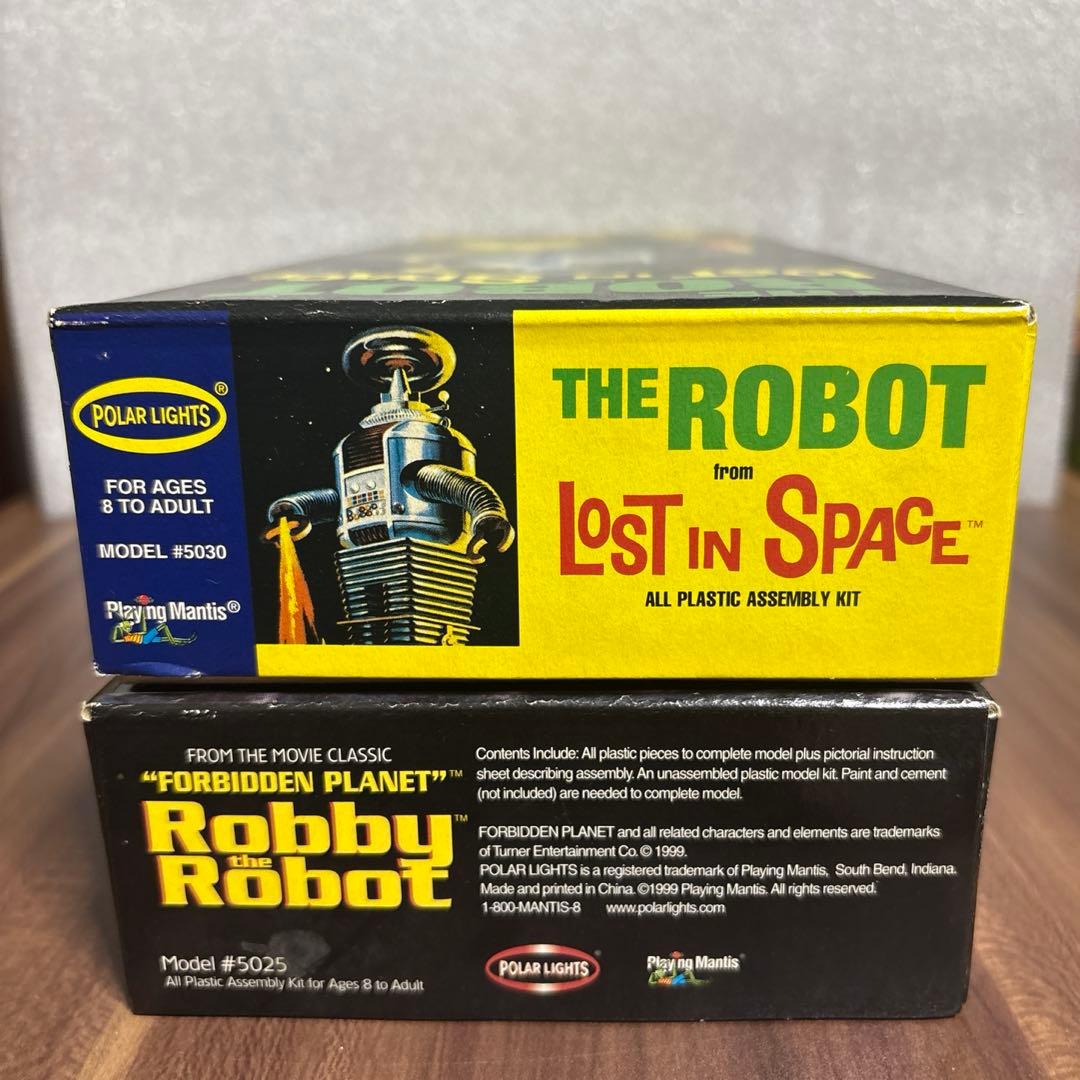 POLAR LIGHTS®
FOR AGES
8 TO ADULT
MODEL #5030
Playing Mantis®
THE ROBOT
from
LOST IN SPACE™
ALL PLASTIC ASSEMBLY KIT
FROM THE MOVIE CLASSIC
"FORBIDDEN PLANET"™
Robby™
the
Robot
Model #5025
All Plastic Assembly Kit for Ages 8 to Adult
Contents Include: All plastic pieces to complete model plus pictorial instruction
sheet describing assembly. An unassembled plastic model kit. Paint and cement
(not included) are needed to complete model.
FORBIDDEN PLANET and all related characters and elements are trademarks
of Turner Entertainment Co. © 1999.
POLAR LIGHTS is a registered trademark of Playing Mantis, South Bend, Indiana.
Made and printed in China. ©1999 Playing Mantis. All rights reserved.
1-800-MANTIS-8 www.polarlights.com
POLAR LIGHTS
Playing Mantis